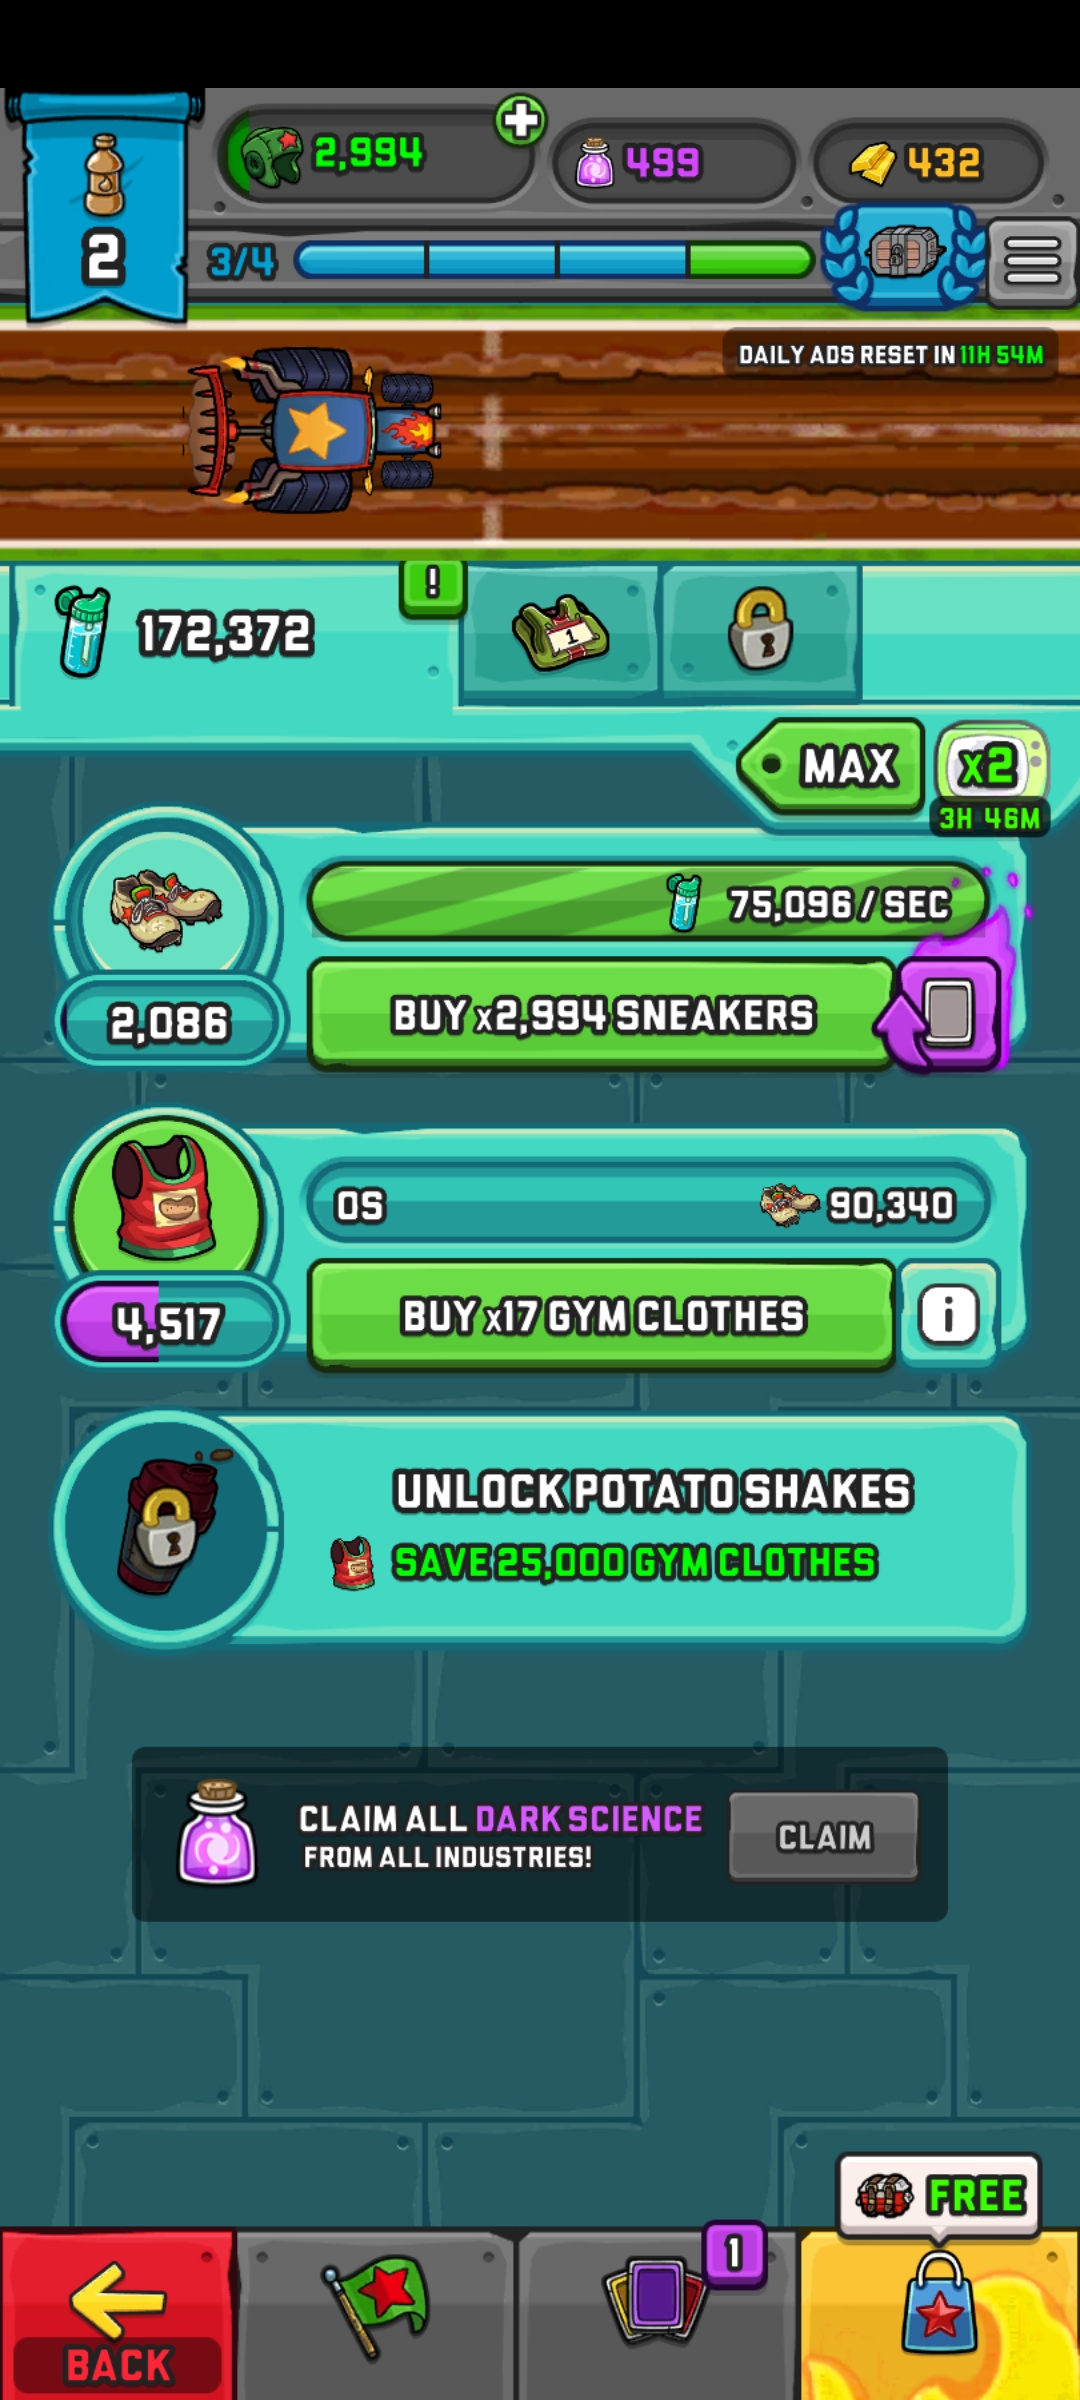 2,994
499
432
2
3/4
DAILY ADS RESET IN 11H 54M
172,372
!
1
MAX
x2
3H 46M
75,096 / SEC
2,086
BUY x2,994 SNEAKERS
0S
90,340
4,517
BUY x17 GYM CLOTHES
i
UNLOCK POTATO SHAKES
SAVE 25,000 GYM CLOTHES
CLAIM ALL DARK SCIENCE
FROM ALL INDUSTRIES!
CLAIM
FREE
1
BACK